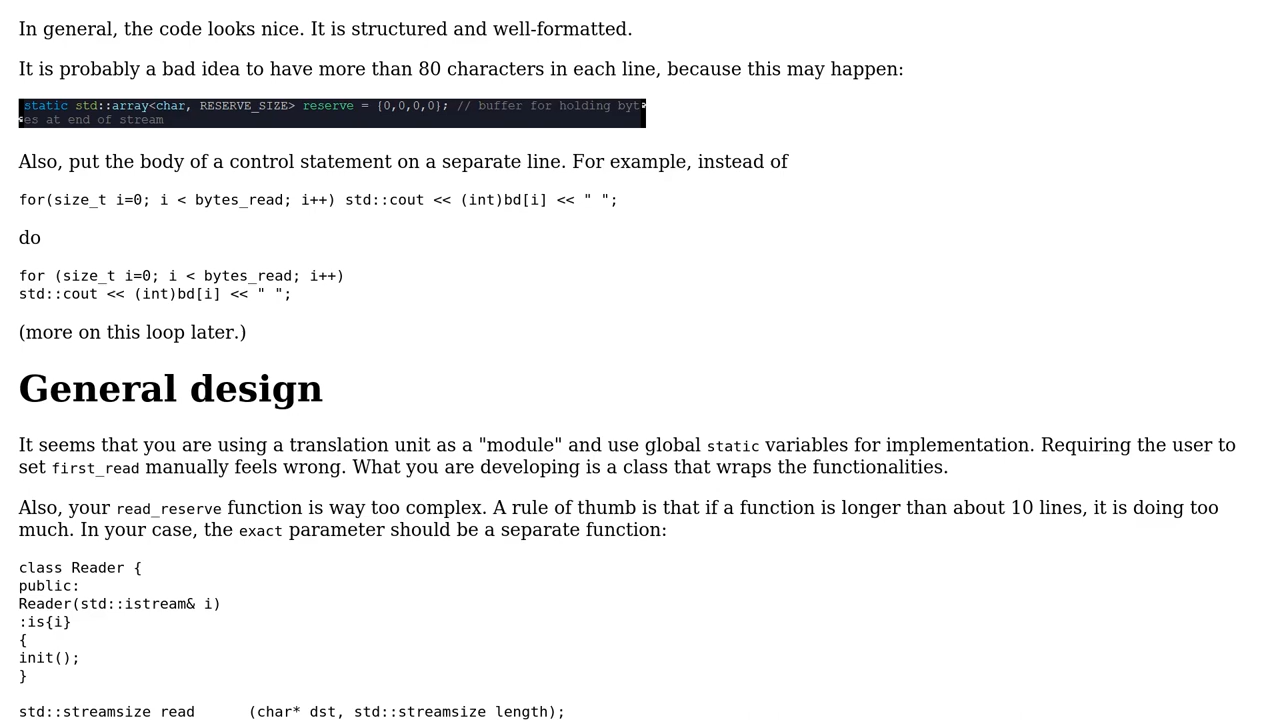 In general, the code looks nice. It is structured and well-formatted.
It is probably a bad idea to have more than 80 characters in each line, because this may happen:
static std::array<char, RESERVE_SIZE> reserve = {0,0,0,0}; // buffer for holding byt
es at end of stream
Also, put the body of a control statement on a separate line. For example, instead of
for(size_t i=0; i < bytes_read; i++) std::cout << (int)bd[i] << " ";
do
for (size_t i=0; i < bytes_read; i++)
std::cout << (int)bd[i] << " ";
(more on this loop later.)
General design
It seems that you are using a translation unit as a "module" and use global static variables for implementation. Requiring the user to
set first_read manually feels wrong. What you are developing is a class that wraps the functionalities.
Also, your read_reserve function is way too complex. A rule of thumb is that if a function is longer than about 10 lines, it is doing too
much. In your case, the exact parameter should be a separate function:
class Reader {
public:
Reader(std::istream& i)
:is{i}
{
init();
}
std::streamsize read      (char* dst, std::streamsize length);